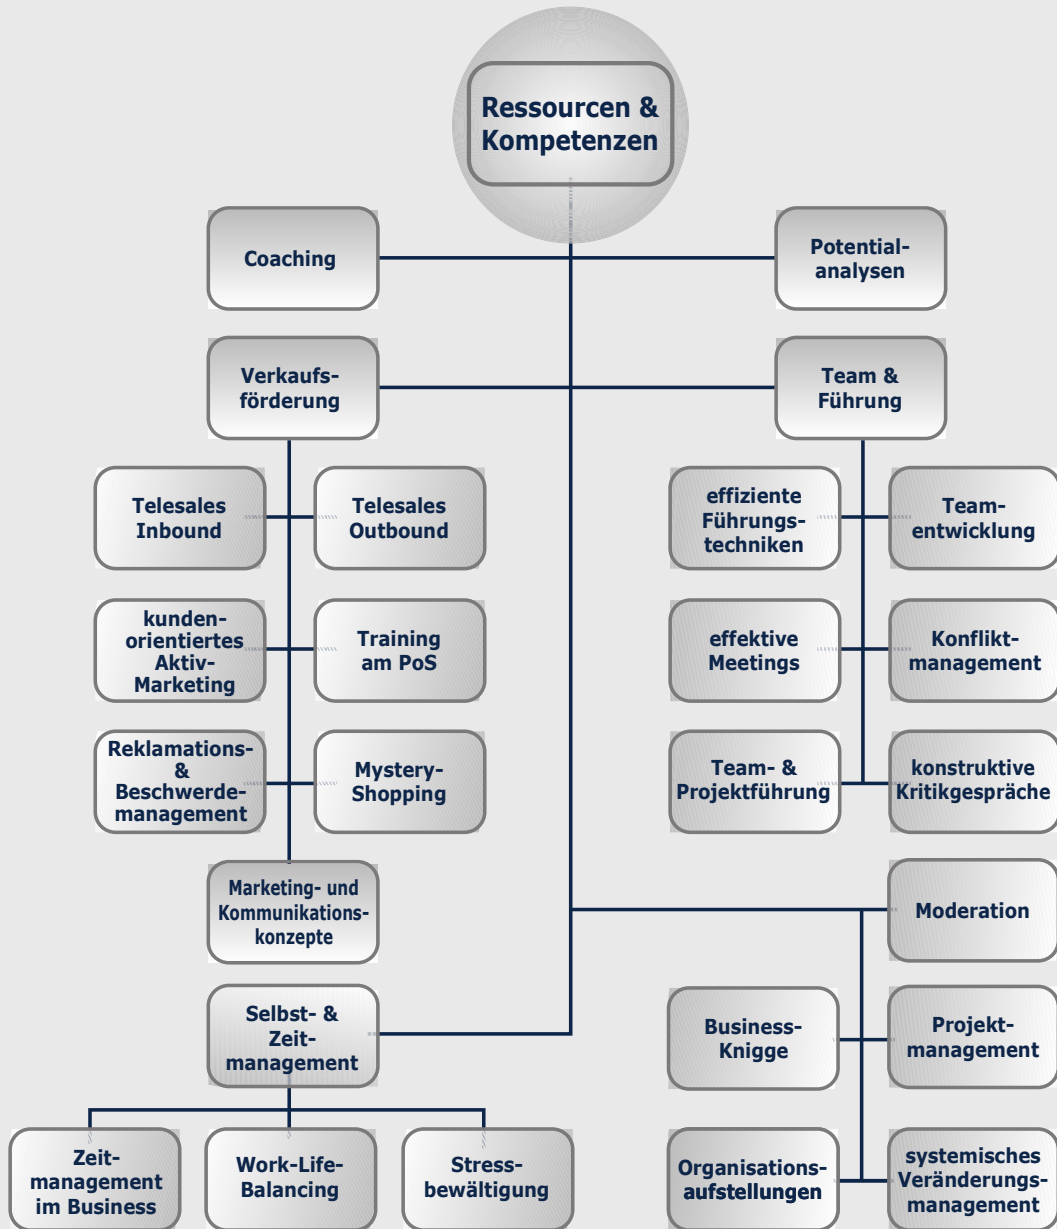 Ressourcen &
Kompetenzen
Coaching
Potential-
analysen
Verkaufs-
förderung
Team &
Führung
Telesales
Inbound
Telesales
Outbound
effiziente
Führungs-
techniken
Team-
entwicklung
kunden-
orientiertes
Aktiv-
Marketing
Training
am PoS
effektive
Meetings
Konflikt-
management
Reklamations-
&
Beschwerde-
management
Mystery-
Shopping
Team- &
Projektführung
konstruktive
Kritikgespräche
Marketing- und
Kommunikations-
konzepte
Moderation
Selbst- &
Zeit-
management
Business-
Knigge
Projekt-
management
Zeit-
management
im Business
Work-Life-
Balancing
Stress-
bewältigung
Organisations-
aufstellungen
systemisches
Veränderungs-
management